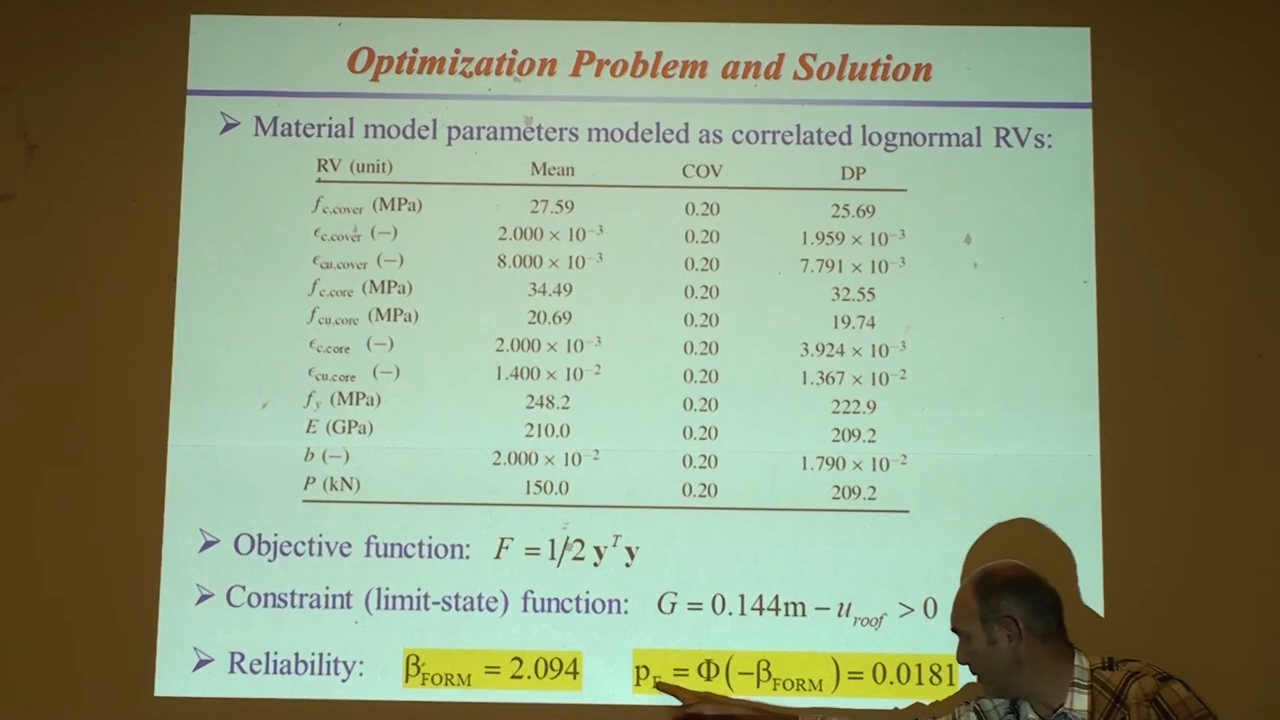 Optimization Problem and Solution
➢ Material model parameters modeled as correlated lognormal RVs:
RV (unit) Mean COV DP
f_c,cover (MPa) 27.59 0.20 25.69
ϵ_c,cover (−) 2.000 × 10⁻³ 0.20 1.959 × 10⁻³
ϵ_cu,cover (−) 8.000 × 10⁻³ 0.20 7.791 × 10⁻³
f_c,core (MPa) 34.49 0.20 32.55
f_cu,core (MPa) 20.69 0.20 19.74
ϵ_c,core (−) 2.000 × 10⁻³ 0.20 3.924 × 10⁻³
ϵ_cu,core (−) 1.400 × 10⁻² 0.20 1.367 × 10⁻²
f_y (MPa) 248.2 0.20 222.9
E (GPa) 210.0 0.20 209.2
b (−) 2.000 × 10⁻² 0.20 1.790 × 10⁻²
P (kN) 150.0 0.20 209.2
➢ Objective function: F = 1/2 y^T y
➢ Constraint (limit-state) function: G = 0.144m − u_roof > 0
➢ Reliability: β_FORM = 2.094 p_F = Φ(−β_FORM) = 0.0181